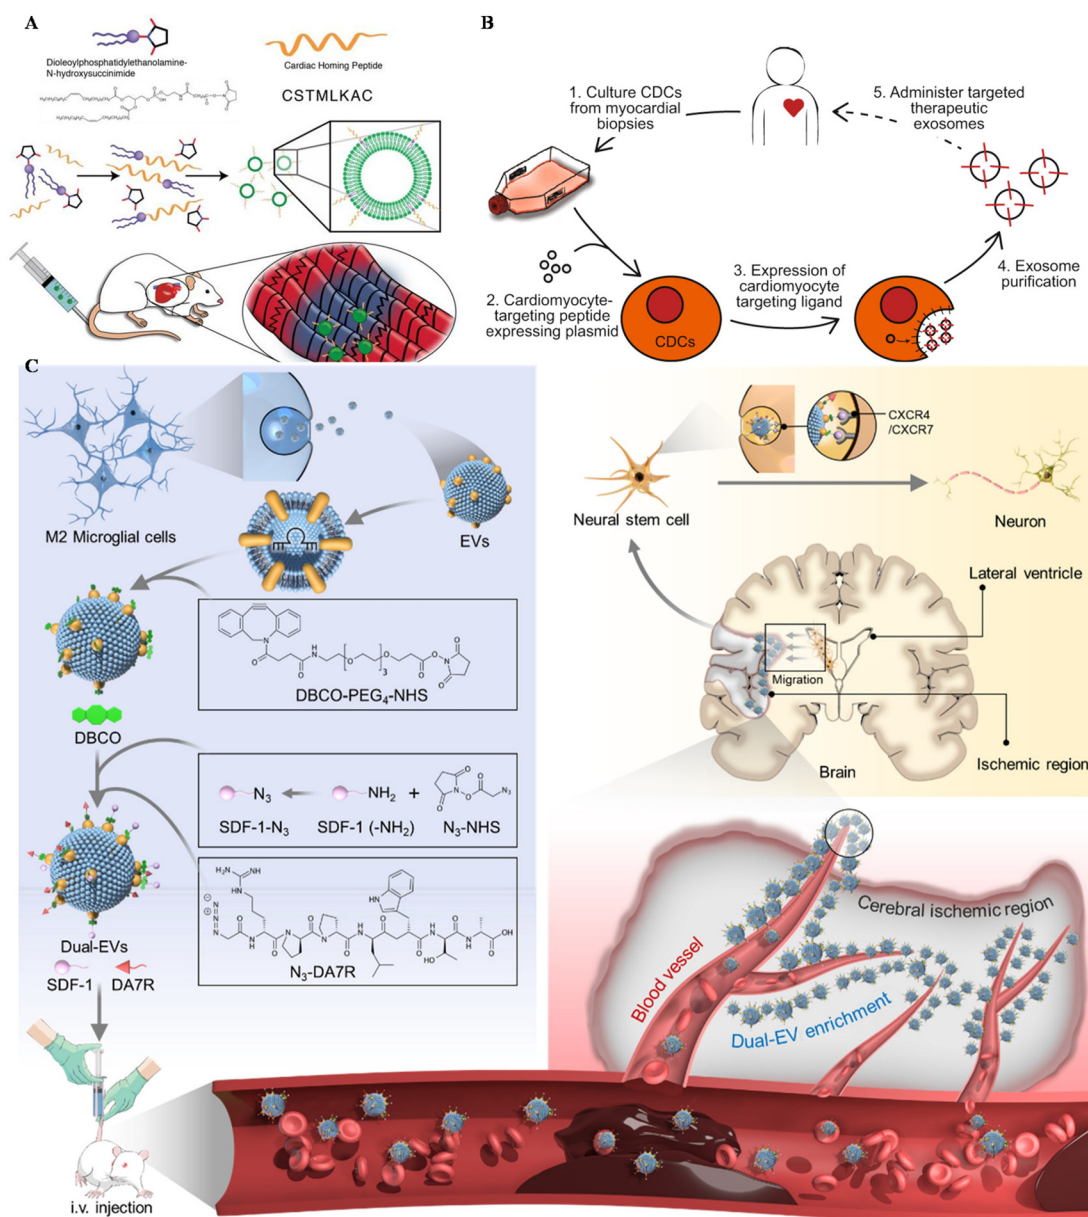 A
Dioleoylphosphatidylethanolamine-
N-hydroxysuccinimide
Cardiac Homing Peptide
CSTMLKAC
B
1. Culture CDCs
from myocardial
biopsies
5. Administer targeted
therapeutic
exosomes
2. Cardiomyocyte-
targeting peptide
expressing plasmid
CDCs
3. Expression of
cardiomyocyte
targeting ligand
4. Exosome
purification
C
M2 Microglial cells
EVs
DBCO-PEG4-NHS
DBCO
N3
NH2
+
SDF-1-N3
SDF-1 (-NH2)
N3-NHS
N3-DA7R
Dual-EVs
SDF-1
DA7R
i.v. injection
CXCR4
/CXCR7
Neural stem cell
Neuron
Lateral ventricle
Migration
Ischemic region
Brain
Cerebral ischemic region
Blood vessel
Dual-EV enrichment